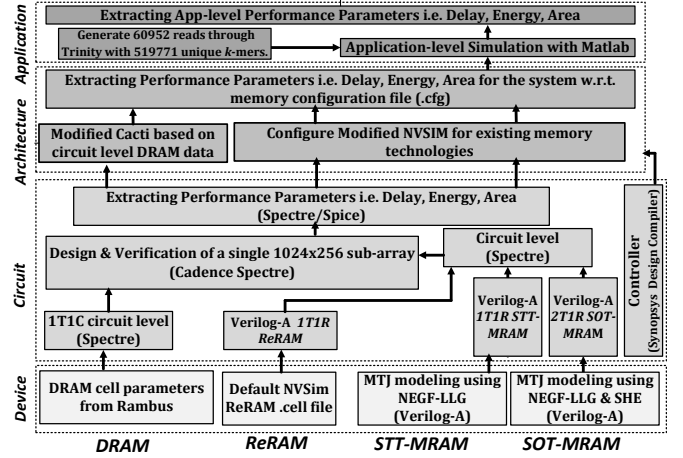 Application
Extracting App-level Performance Parameters i.e. Delay, Energy, Area
Generate 60952 reads through
Trinity with 519771 unique k-mers.
Application-level Simulation with Matlab
Architecture
Extracting Performance Parameters i.e. Delay, Energy, Area for the system w.r.t.
memory configuration file (.cfg)
Modified Cacti based on
circuit level DRAM data
Configure Modified NVSIM for existing memory
technologies
Circuit
Extracting Performance Parameters i.e. Delay, Energy, Area
(Spectre/Spice)
Design & Verification of a single 1024x256 sub-array
(Cadence Spectre)
Circuit level
(Spectre)
Controller
(Synopsys Design Compiler)
1T1C circuit level
(Spectre)
Verilog-A 1T1R
ReRAM
Verilog-A
1T1R STT-
MRAM
Verilog-A
2T1R SOT-
MRAM
Device
DRAM cell parameters
from Rambus
Default NVSim
ReRAM .cell file
MTJ modeling using
NEGF-LLG
(Verilog-A)
MTJ modeling using
NEGF-LLG & SHE
(Verilog-A)
DRAM
ReRAM
STT-MRAM
SOT-MRAM